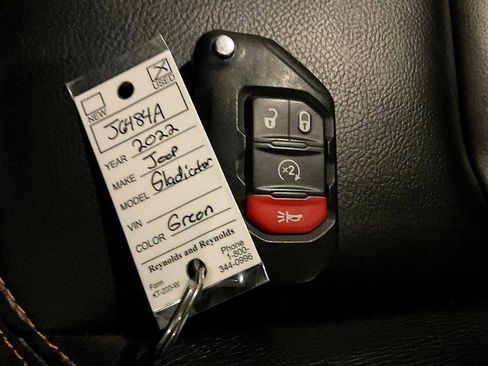 NEW
USED
J6484A
YEAR 2022
MAKE Jeep
MODEL Gladiator
VIN
COLOR Green
Reynolds and Reynolds
Form
KT-200-W
Phone
1-800-
344-0996
x2